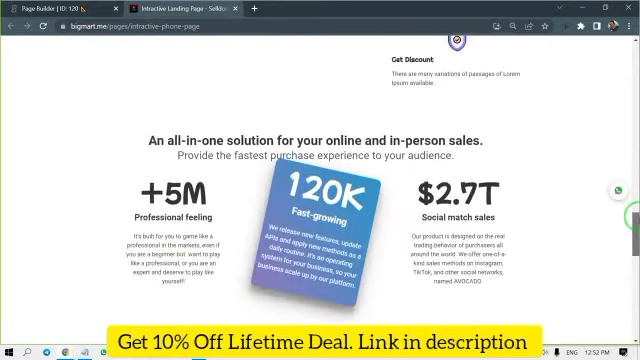 Page Builder | ID: 120
Intractive Landing Page - Selldo
bigmart.me/pages/intractive-phone-page
Get Discount
There are many variations of passages of Lorem
Ipsum available.
An all-in-one solution for your online and in-person sales.
Provide the fastest purchase experience to your audience.
+5M
Professional feeling
It's built for you to game like a
professional in the markets, even if
you are a beginner but want to play
like a professional, or you are an
expert and deserve to play like
yourself!
120K
Fast-growing
We release new features, update
APIs and apply new methods as a
daily routine. It's an operating
system for your business, so your
business scale up by our platform.
$2.7T
Social match sales
Our product is designed on the real
trading behavior of purchasers all
around the world. We offer one-of-a-
kind sales methods on Instagram,
TikTok, and other social networks,
named AVOCADO.
Get 10% Off Lifetime Deal. Link in description
ENG
12:52 PM